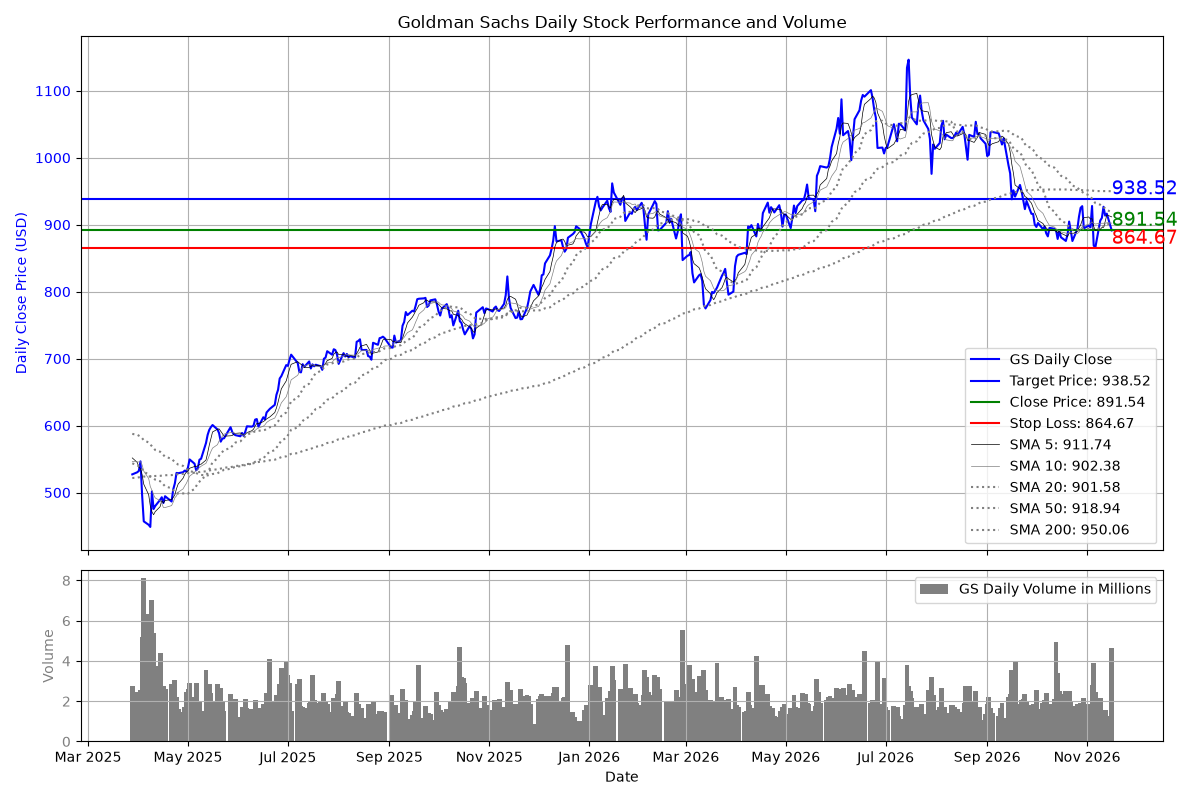 Goldman Sachs Daily Stock Performance and Volume
Daily Close Price (USD)
1100
1000
900
800
700
600
500
938.52
891.54
864.67
GS Daily Close
Target Price: 938.52
Close Price: 891.54
Stop Loss: 864.67
SMA 5: 911.74
SMA 10: 902.38
SMA 20: 901.58
SMA 50: 918.94
SMA 200: 950.06
Volume
8
6
4
2
0
GS Daily Volume in Millions
Mar 2025 May 2025 Jul 2025 Sep 2025 Nov 2025 Jan 2026 Mar 2026 May 2026 Jul 2026 Sep 2026 Nov 2026
Date